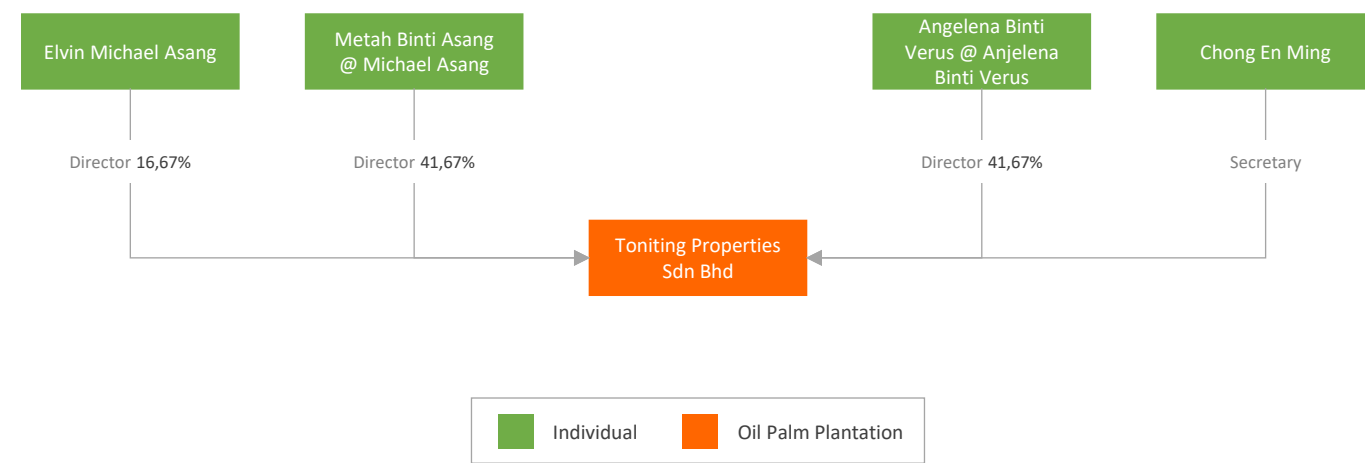 Elvin Michael Asang
Metah Binti Asang
@ Michael Asang
Angelena Binti
Verus @ Anjelena
Binti Verus
Chong En Ming
Director 16,67%
Director 41,67%
Director 41,67%
Secretary
Toniting Properties
Sdn Bhd
Individual
Oil Palm Plantation